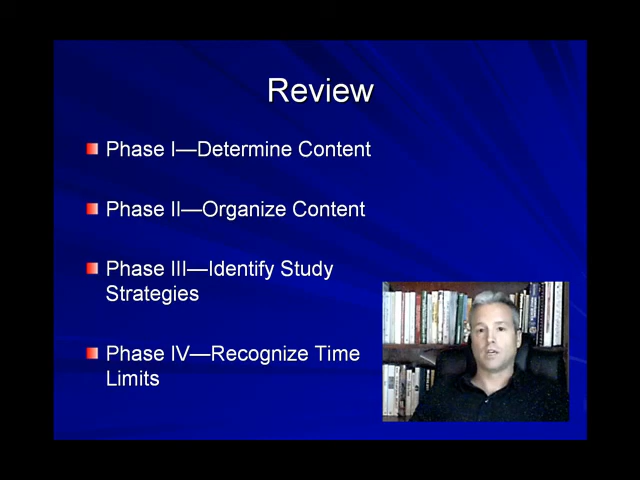 Review
Phase I—Determine Content
Phase II—Organize Content
Phase III—Identify Study
Strategies
Phase IV—Recognize Time
Limits